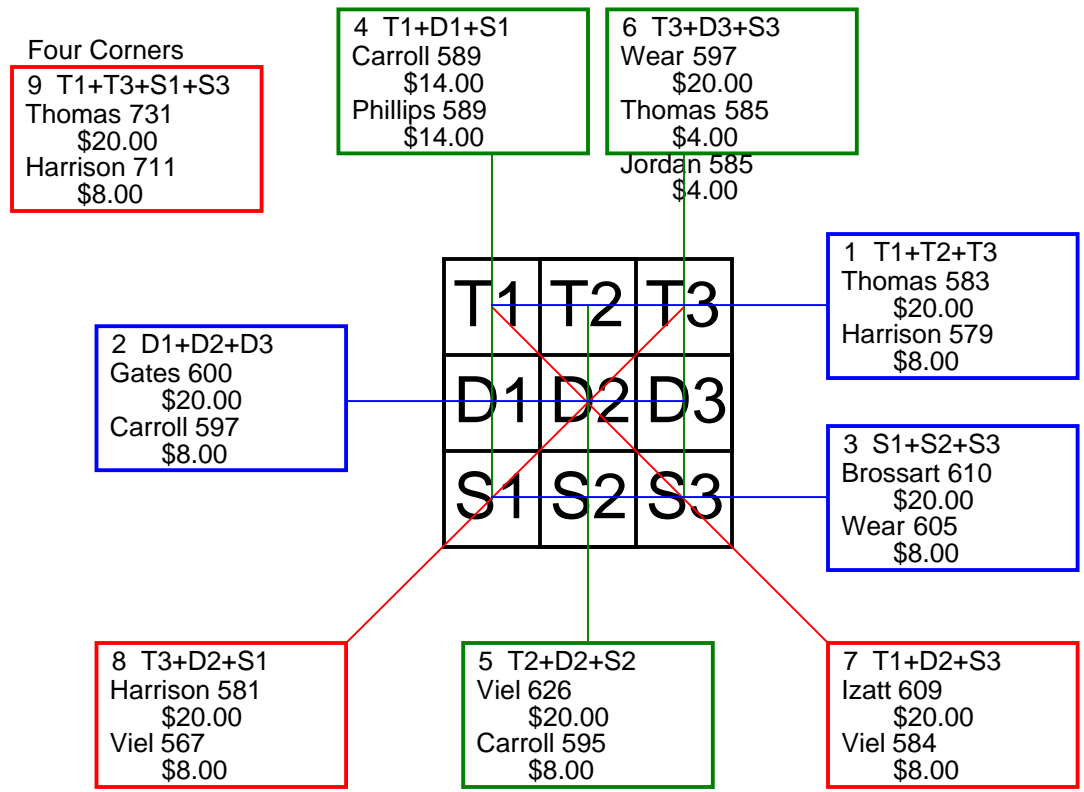 Four Corners
9 T1+T3+S1+S3
Thomas 731
$20.00
Harrison 711
$8.00
4 T1+D1+S1
Carroll 589
$14.00
Phillips 589
$14.00
6 T3+D3+S3
Wear 597
$20.00
Thomas 585
$4.00
Jordan 585
$4.00
1 T1+T2+T3
Thomas 583
$20.00
Harrison 579
$8.00
2 D1+D2+D3
Gates 600
$20.00
Carroll 597
$8.00
T1 T2 T3
D1 D2 D3
S1 S2 S3
3 S1+S2+S3
Brossart 610
$20.00
Wear 605
$8.00
8 T3+D2+S1
Harrison 581
$20.00
Viel 567
$8.00
5 T2+D2+S2
Viel 626
$20.00
Carroll 595
$8.00
7 T1+D2+S3
Izatt 609
$20.00
Viel 584
$8.00